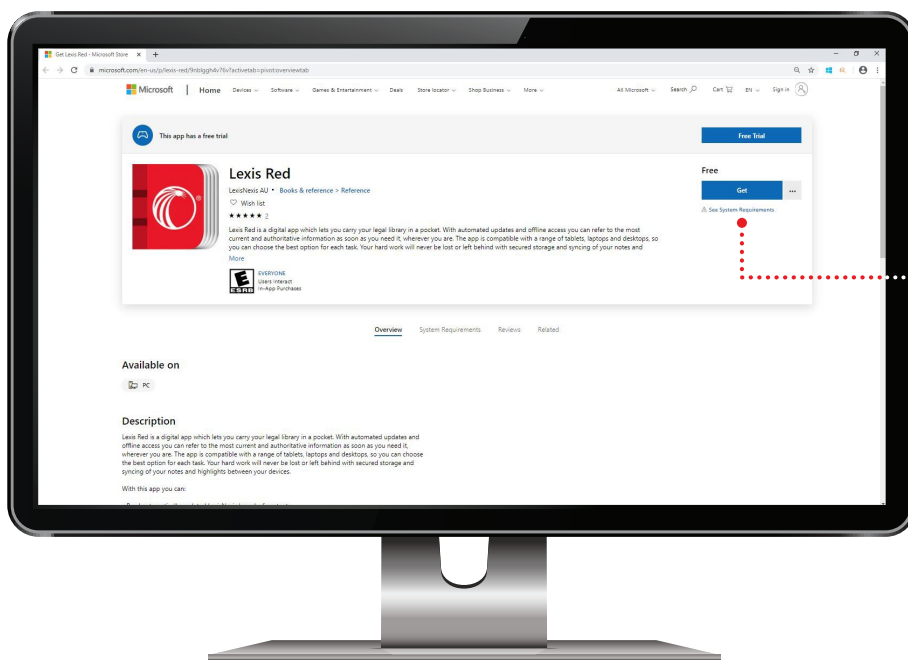 Get Lexis Red - Microsoft Store
microsoft.com/en-us/p/lexis-red/9nblggh4v7fiv?activetab=pivot:overviewtab
Microsoft | Home Devices Software Games & Entertainment Deals Store locator Shop Business More All Microsoft Search Cart EN Sign in
This app has a free trial
Free Trial
Lexis Red
LexisNexis AU • Books & reference > Reference
Wish list
★★★★★ 2
Lexis Red is a digital app which lets you carry your legal library in a pocket. With automated updates and offline access you can refer to the most
current and authoritative information as soon as you need it, wherever you are. The app is compatible with a range of tablets, laptops and desktops, so
you can choose the best option for each task. Your hard work will never be lost or left behind with secured storage and syncing of your notes and
More
Free
Get
See System Requirements
E
ESRB
EVERYONE
Users Interact
In-App Purchases
Overview System Requirements Reviews Related
Available on
PC
Description
Lexis Red is a digital app which lets you carry your legal library in a pocket. With automated updates and
offline access you can refer to the most current and authoritative information as soon as you need it,
wherever you are. The app is compatible with a range of tablets, laptops and desktops, so you can choose
the best option for each task. Your hard work will never be lost or left behind with secured storage and
syncing of your notes and highlights between your devices.
With this app you can: